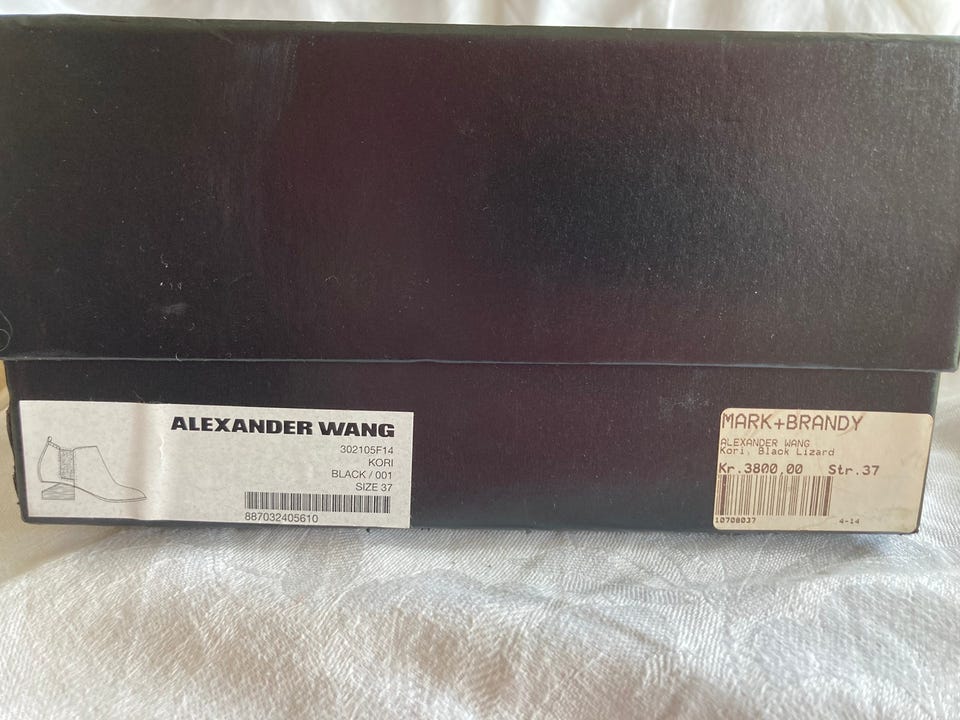 ALEXANDER WANG
302105F14
KORI
BLACK / 001
SIZE 37
887032405610
MARK+BRANDY
ALEXANDER WANG
Kori. Black Lizard
Kr.3800,00 Str.37
10708037 4-14